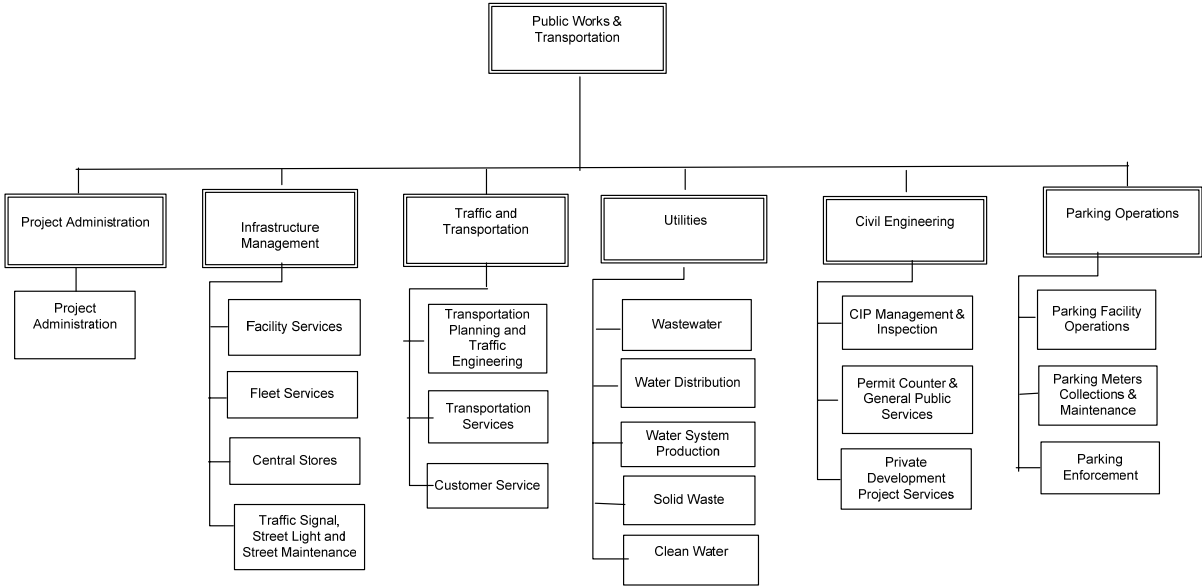 Public Works &
Transportation
Project Administration
Infrastructure
Management
Traffic and
Transportation
Utilities
Civil Engineering
Parking Operations
Project
Administration
Facility Services
Fleet Services
Central Stores
Traffic Signal,
Street Light and
Street Maintenance
Transportation
Planning and
Traffic
Engineering
Transportation
Services
Customer Service
Wastewater
Water Distribution
Water System
Production
Solid Waste
Clean Water
CIP Management &
Inspection
Permit Counter &
General Public
Services
Private
Development
Project Services
Parking Facility
Operations
Parking Meters
Collections &
Maintenance
Parking
Enforcement